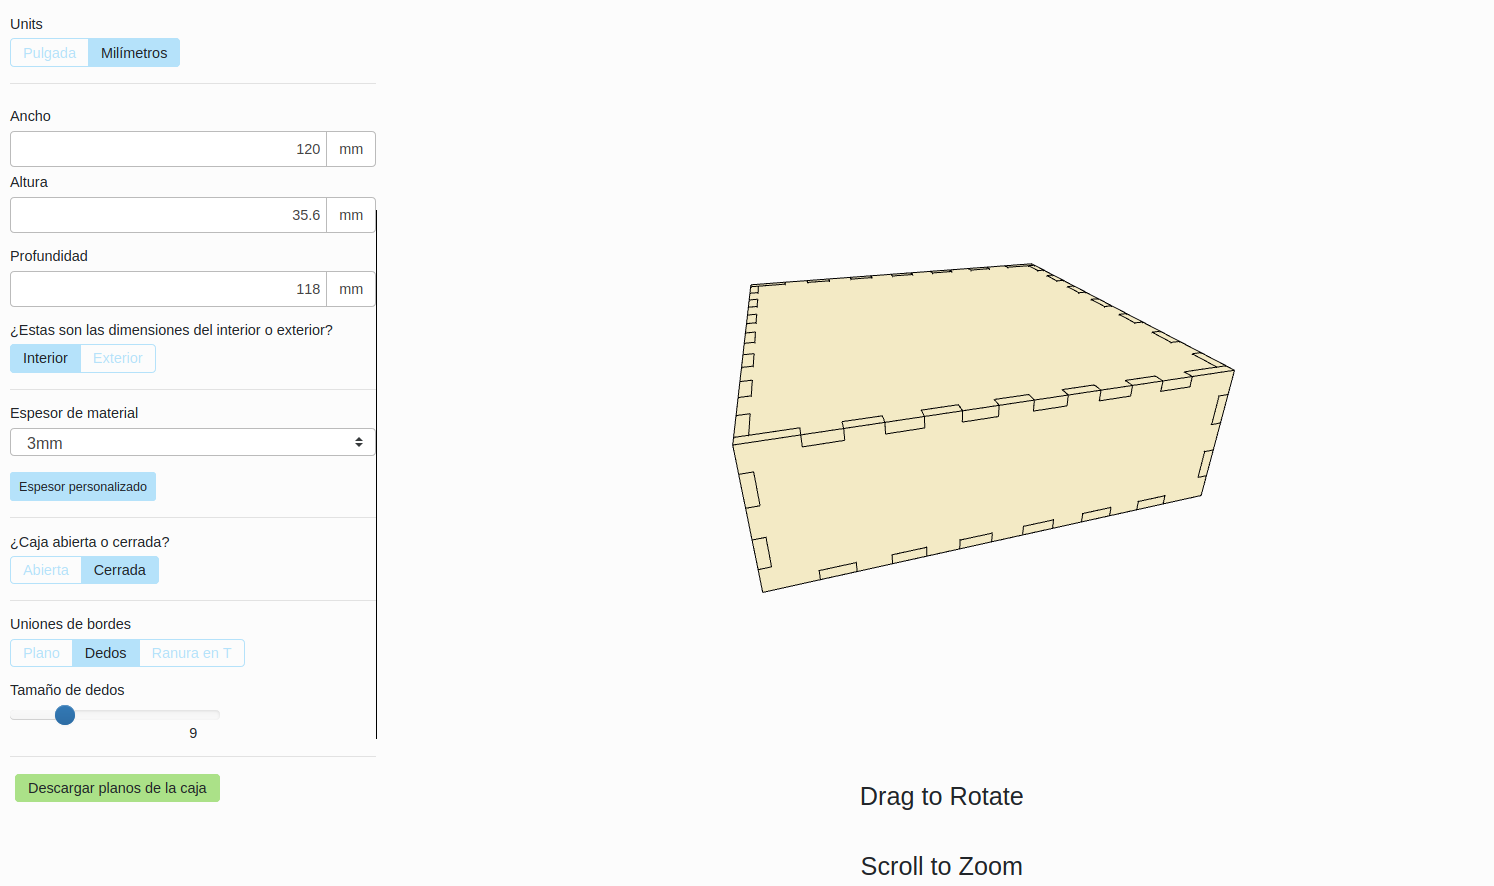 Units
Pulgada Milímetros
Ancho
120 mm
Altura
35.6 mm
Profundidad
118 mm
¿Estas son las dimensiones del interior o exterior?
Interior Exterior
Espesor de material
3mm
Espesor personalizado
¿Caja abierta o cerrada?
Abierta Cerrada
Uniones de bordes
Plano Dedos Ranura en T
Tamaño de dedos
9
Descargar planos de la caja
Drag to Rotate
Scroll to Zoom